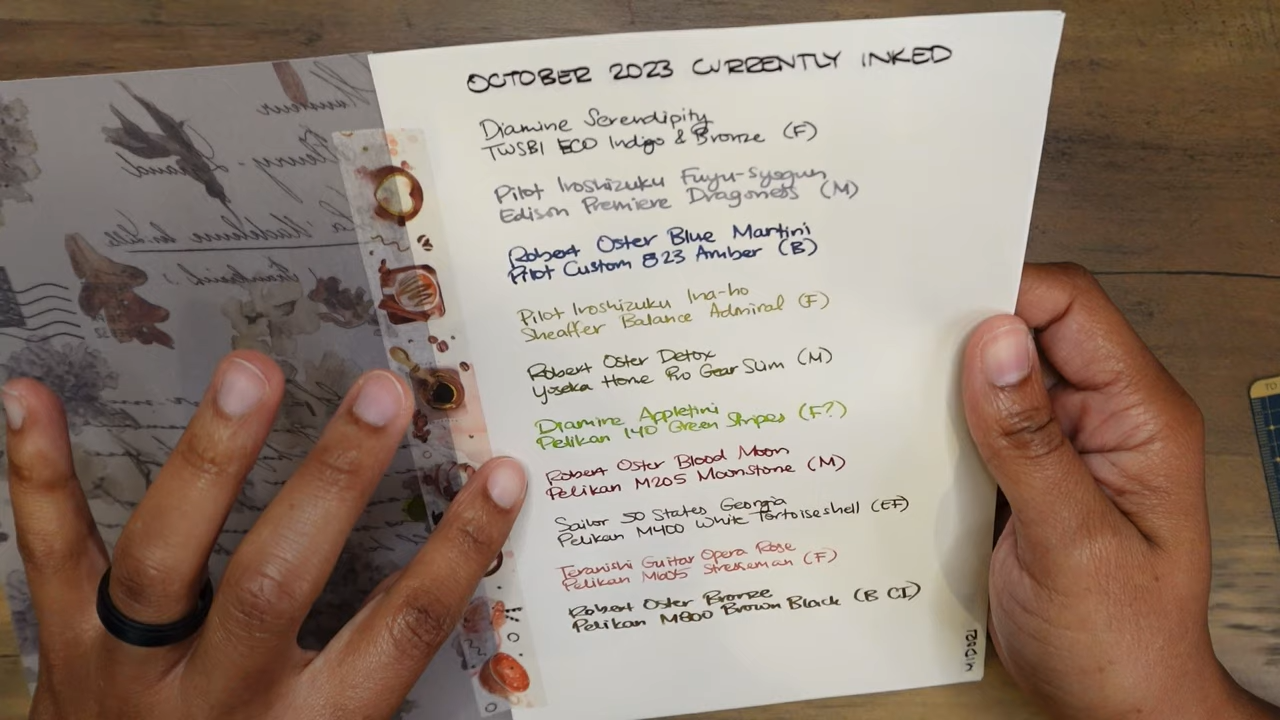 OCTOBER 2023 CURRENTLY INKED
Diamine Serendipity
TWSBI ECO Indigo & Bronze (F)
Pilot Iroshizuku Fuyu-Syogun
Edison Premiere Dragoness (M)
Robert Oster Blue Martini
Pilot Custom 823 Amber (B)
Pilot Iroshizuku Ina-ho
Sheaffer Balance Admiral (F)
Robert Oster Detox
Yoseka Home Pro Gear Slim (M)
Diamine Appletini
Pelikan 140 Green Stripes (F?)
Robert Oster Blood Moon
Pelikan M205 Moonstone (M)
Sailor 50 States Georgia
Pelikan M400 White Tortoiseshell (EF)
Teranishi Guitar Opera Rose
Pelikan M605 Stresemann (F)
Robert Oster Bronze
Pelikan M800 Brown Black (B CI)